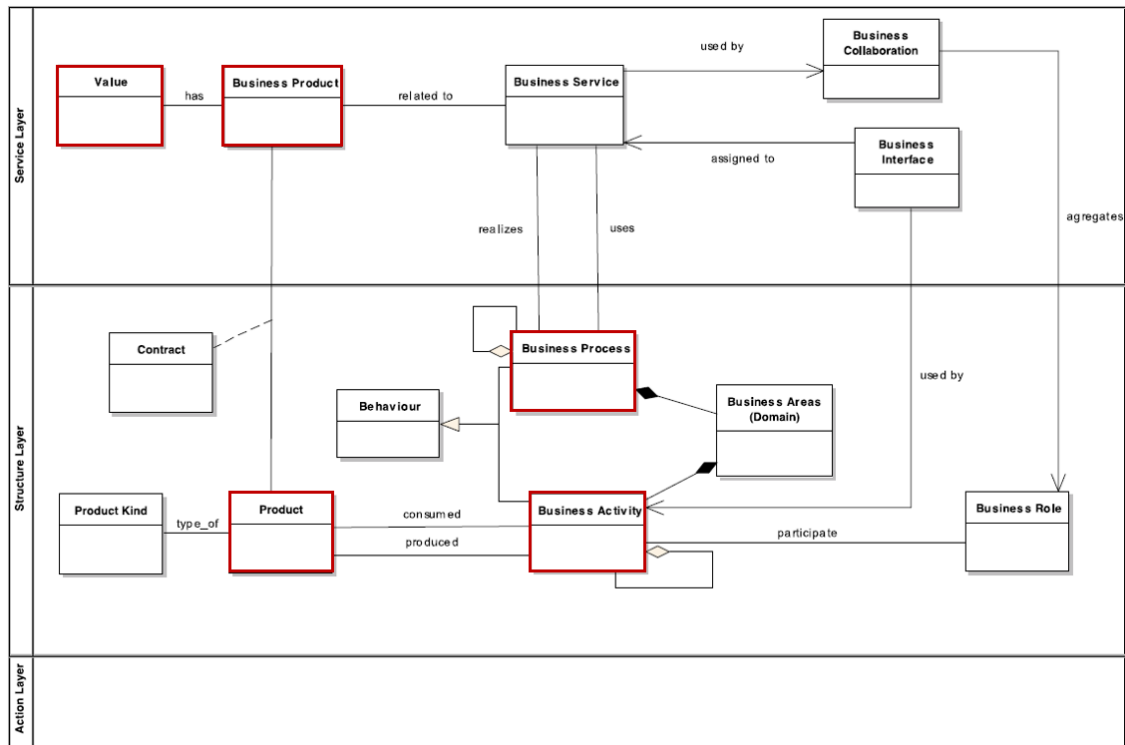 Service Layer
Business
Collaboration
used by
Value
Business Product
Business Service
has
related to
Business
Interface
assigned to
agregates
realizes
uses
Structure Layer
Contract
Business Process
used by
Behaviour
Business Areas
(Domain)
Product Kind
type_of
Product
consumed
produced
Business Activity
participate
Business Role
Action Layer